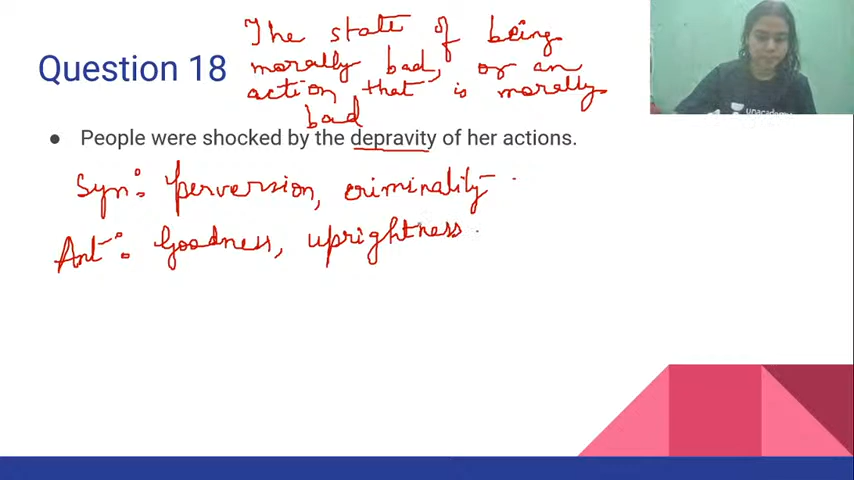 The state of being
Question 18
morally bad, or an
action that is morally
bad
● People were shocked by the depravity of her actions.
Syn: perversion, criminality.
Ant: Goodness, uprightness.
unacademy